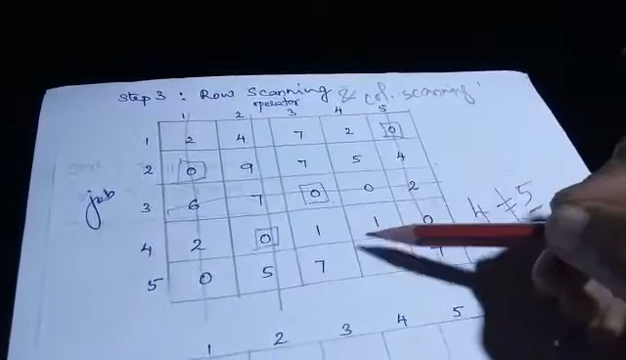 step 3 : Row scanning & col. scanning
operator
1 2 3 4 5
1 2 4 7 2 0
2 0 9 7 5 4
job
3 6 7 0 0 2
4 2 0 1 1 0
4 ≠ 5
5 0 5 7
1 2 3 4 5